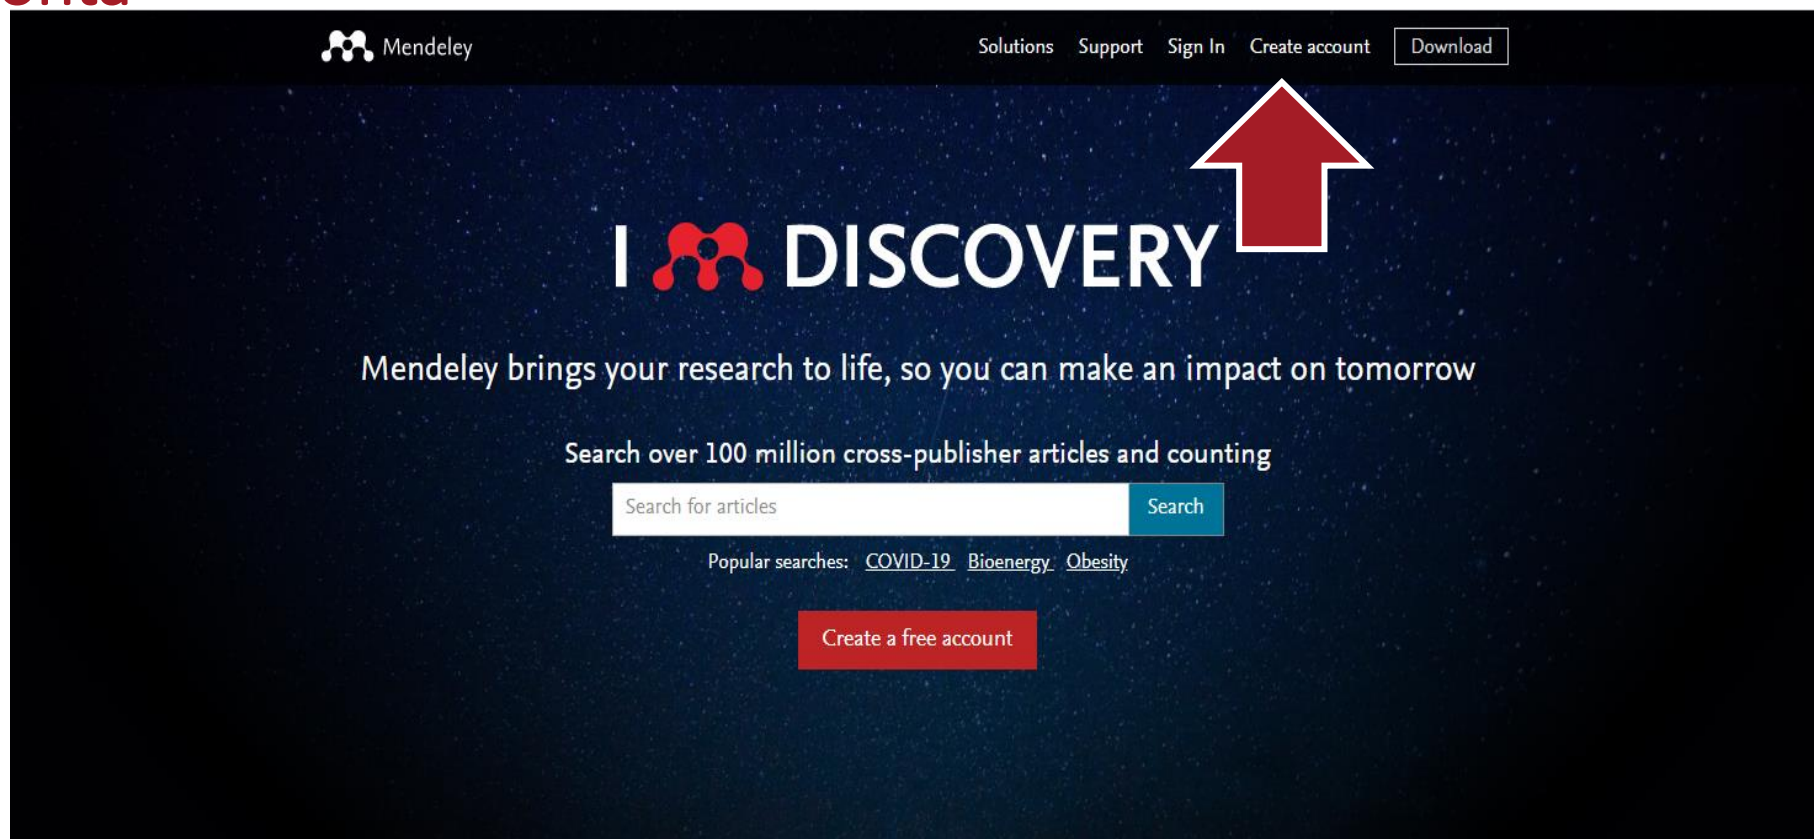 Mendeley
Solutions Support Sign In Create account Download
I DISCOVERY
Mendeley brings your research to life, so you can make an impact on tomorrow
Search over 100 million cross-publisher articles and counting
Search for articles Search
Popular searches: COVID-19 Bioenergy Obesity
Create a free account